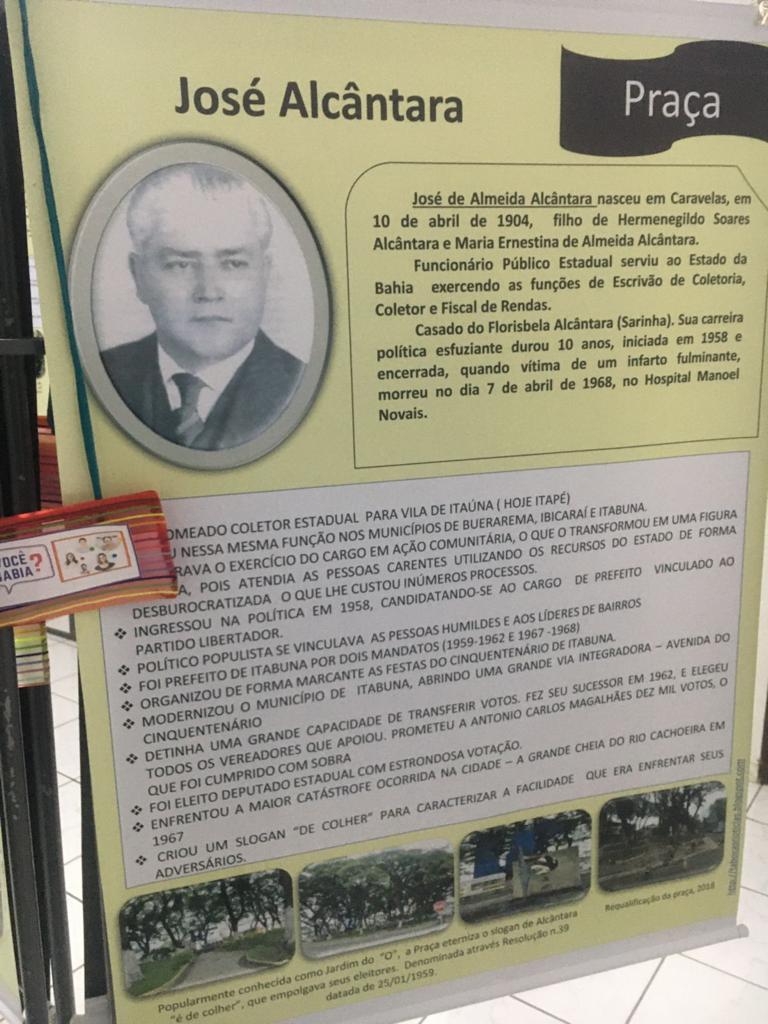 José Alcântara
Praça
José de Almeida Alcântara nasceu em Caravelas, em
10 de abril de 1904, filho de Hermenegildo Soares
Alcântara e Maria Ernestina de Almeida Alcântara.
Funcionário Público Estadual serviu ao Estado da
Bahia exercendo as funções de Escrivão de Coletoria,
Coletor e Fiscal de Rendas.
Casado do Florisbela Alcântara (Sarinha). Sua carreira
política esfuziante durou 10 anos, iniciada em 1958 e
encerrada, quando vítima de um infarto fulminante,
morreu no dia 7 de abril de 1968, no Hospital Manoel
Novais.
OMEADO COLETOR ESTADUAL PARA VILA DE ITAÚNA ( HOJE ITAPÉ)
U NESSA MESMA FUNÇÃO NOS MUNICÍPIOS DE BUERAREMA, IBICARAÍ E ITABUNA.
RAVA O EXERCÍCIO DO CARGO EM AÇÃO COMUNITÁRIA, O QUE O TRANSFORMOU EM UMA FIGURA
A, POIS ATENDIA AS PESSOAS CARENTES UTILIZANDO OS RECURSOS DO ESTADO DE FORMA
DESBUROCRATIZADA O QUE LHE CUSTOU INÚMEROS PROCESSOS.
❖ INGRESSOU NA POLÍTICA EM 1958, CANDIDATANDO-SE AO CARGO DE PREFEITO VINCULADO AO
PARTIDO LIBERTADOR.
❖ POLÍTICO POPULISTA SE VINCULAVA AS PESSOAS HUMILDES E AOS LÍDERES DE BAIRROS
❖ FOI PREFEITO DE ITABUNA POR DOIS MANDATOS (1959-1962 E 1967 -1968)
❖ ORGANIZOU DE FORMA MARCANTE AS FESTAS DO CINQUENTENÁRIO DE ITABUNA.
❖ MODERNIZOU O MUNICÍPIO DE ITABUNA, ABRINDO UMA GRANDE VIA INTEGRADORA – AVENIDA DO
CINQUENTENÁRIO
❖ DETINHA UMA GRANDE CAPACIDADE DE TRANSFERIR VOTOS. FEZ SEU SUCESSOR EM 1962, E ELEGEU
TODOS OS VEREADORES QUE APOIOU. PROMETEU A ANTONIO CARLOS MAGALHÃES DEZ MIL VOTOS, O
QUE FOI CUMPRIDO COM SOBRA
❖ FOI ELEITO DEPUTADO ESTADUAL COM ESTRONDOSA VOTAÇÃO.
❖ ENFRENTOU A MAIOR CATÁSTROFE OCORRIDA NA CIDADE – A GRANDE CHEIA DO RIO CACHOEIRA EM
1967
❖ CRIOU UM SLOGAN “DE COLHER” PARA CARACTERIZAR A FACILIDADE QUE ERA ENFRENTAR SEUS
ADVERSÁRIOS.
VOCÊ
SABIA?
Popularmente conhecida como Jardim do “O”, a Praça eterniza o slogan de Alcântara
“é de colher”, que empolgava seus eleitores. Denominada através Resolução n.39
datada de 25/01/1959.
Requalificação da praça, 2018